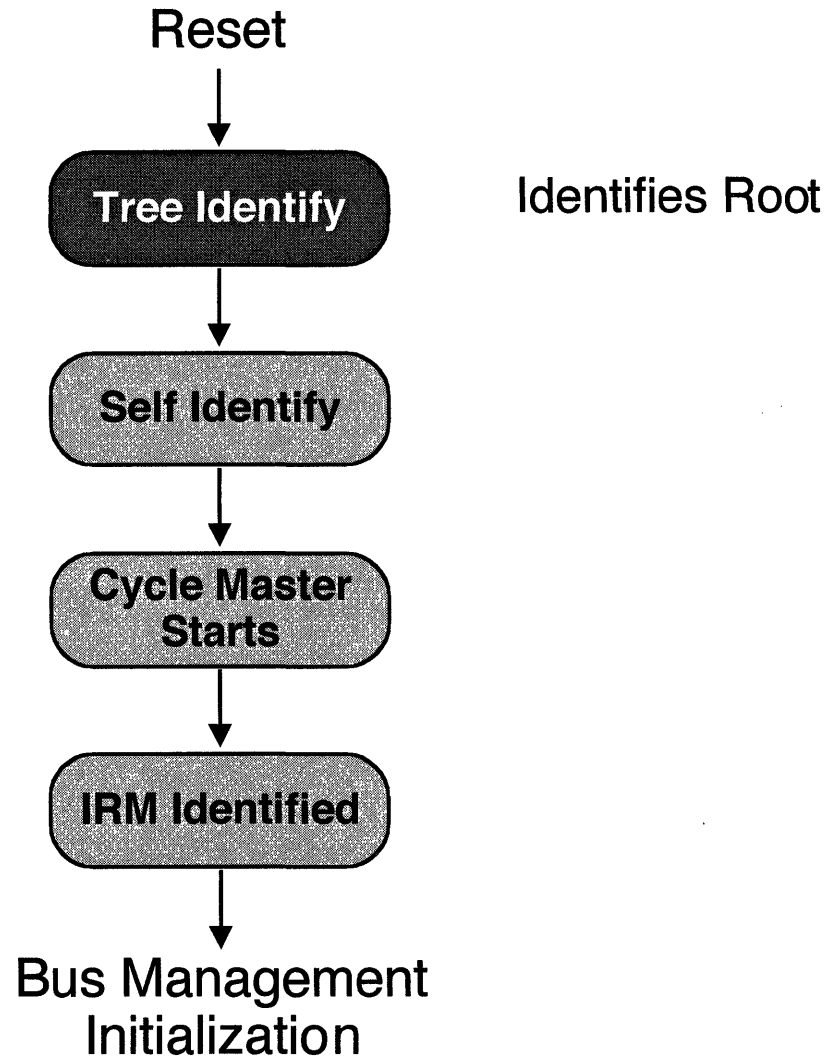 Reset
Tree Identify
Identifies Root
Self Identify
Cycle Master
Starts
IRM Identified
Bus Management
Initialization